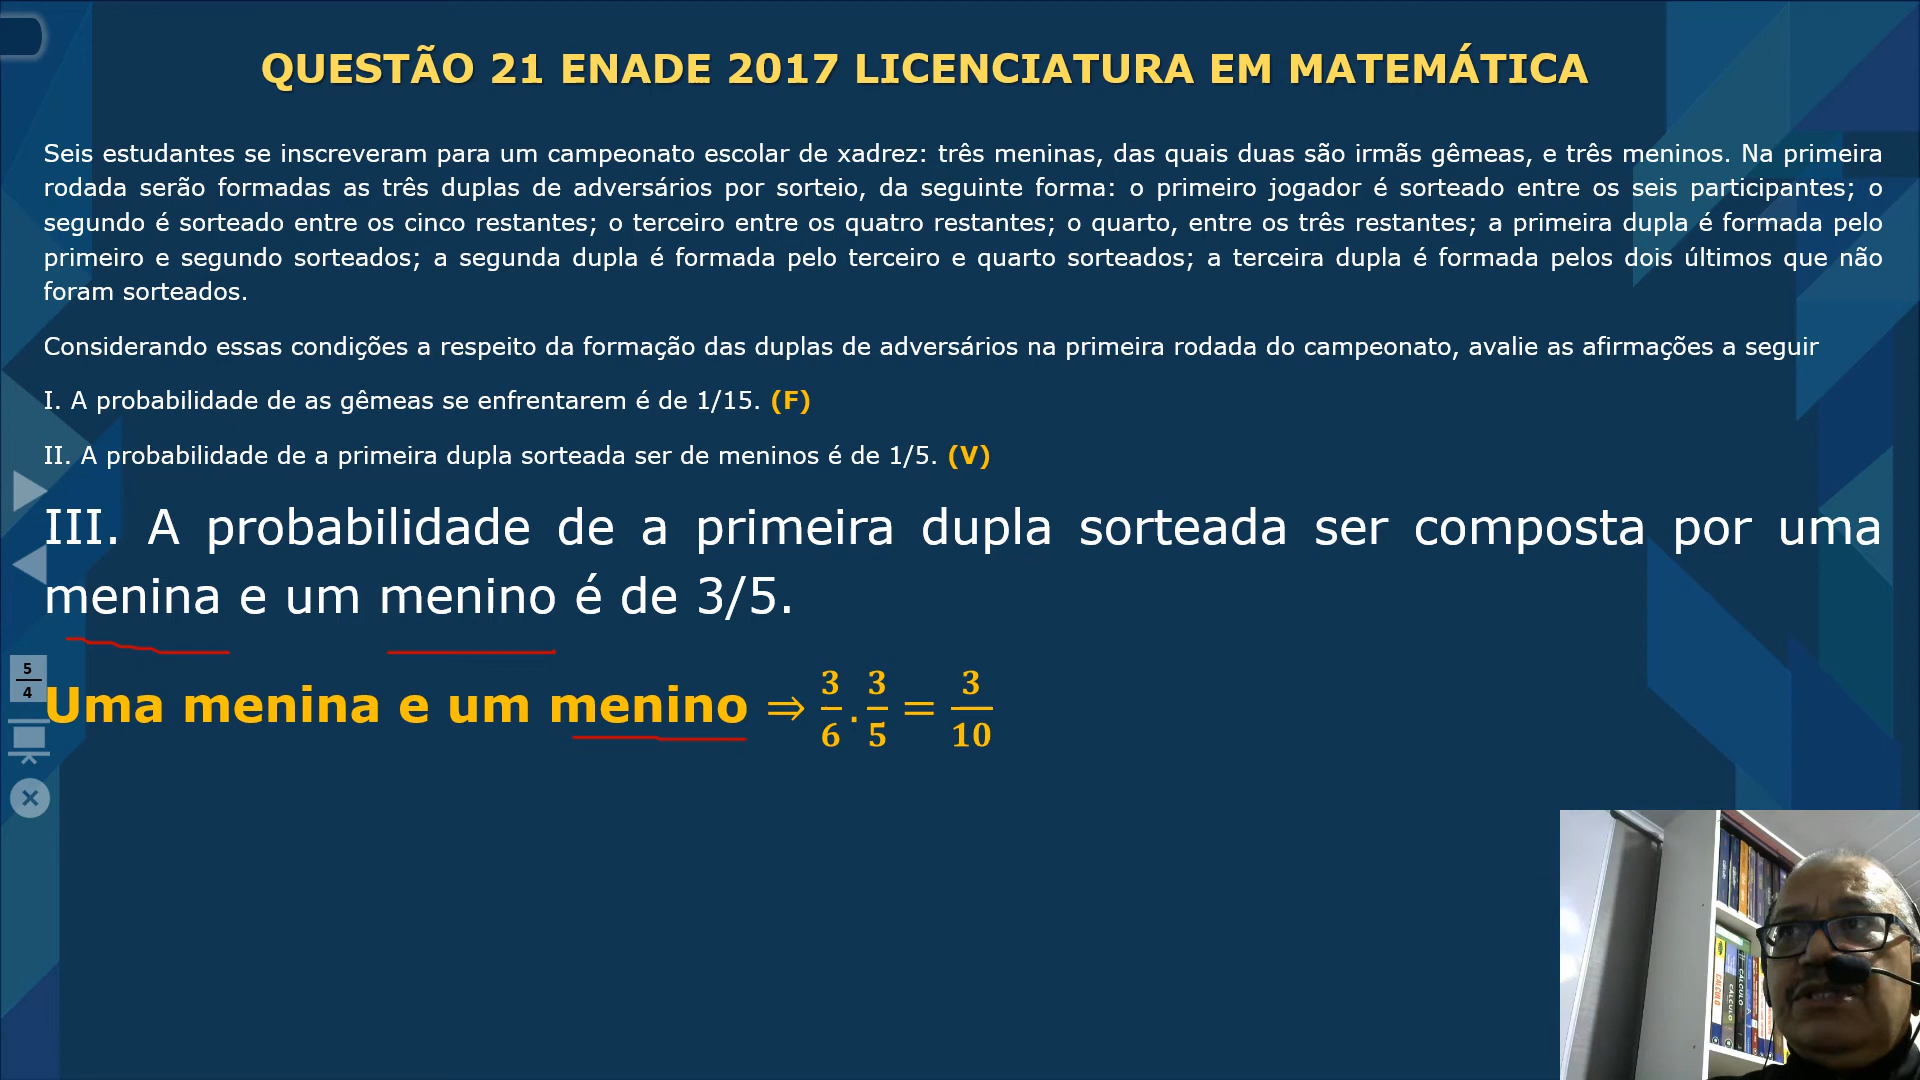 QUESTÃO 21 ENADE 2017 LICENCIATURA EM MATEMÁTICA
Seis estudantes se inscreveram para um campeonato escolar de xadrez: três meninas, das quais duas são irmãs gêmeas, e três meninos. Na primeira
rodada serão formadas as três duplas de adversários por sorteio, da seguinte forma: o primeiro jogador é sorteado entre os seis participantes; o
segundo é sorteado entre os cinco restantes; o terceiro entre os quatro restantes; o quarto, entre os três restantes; a primeira dupla é formada pelo
primeiro e segundo sorteados; a segunda dupla é formada pelo terceiro e quarto sorteados; a terceira dupla é formada pelos dois últimos que não
foram sorteados.
Considerando essas condições a respeito da formação das duplas de adversários na primeira rodada do campeonato, avalie as afirmações a seguir
I. A probabilidade de as gêmeas se enfrentarem é de 1/15. (F)
II. A probabilidade de a primeira dupla sorteada ser de meninos é de 1/5. (V)
III. A probabilidade de a primeira dupla sorteada ser composta por uma
menina e um menino é de 3/5.
5
4
Uma menina e um menino ⇒ 3/6 . 3/5 = 3/10
CÁLCULO
CÁLCULO